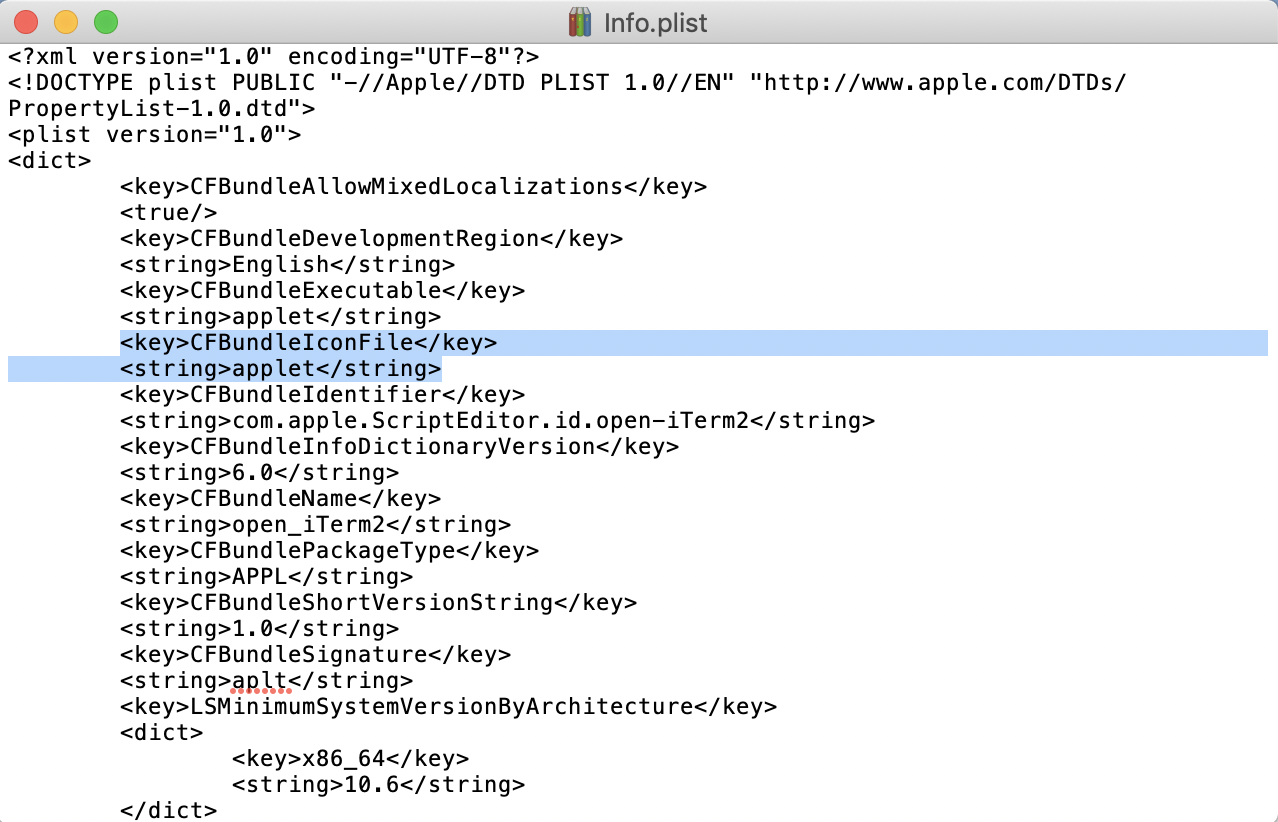 Info.plist
<?xml version="1.0" encoding="UTF-8"?>
<!DOCTYPE plist PUBLIC "-//Apple//DTD PLIST 1.0//EN" "http://www.apple.com/DTDs/
PropertyList-1.0.dtd">
<plist version="1.0">
<dict>
<key>CFBundleAllowMixedLocalizations</key>
<true/>
<key>CFBundleDevelopmentRegion</key>
<string>English</string>
<key>CFBundleExecutable</key>
<string>applet</string>
<key>CFBundleIconFile</key>
<string>applet</string>
<key>CFBundleIdentifier</key>
<string>com.apple.ScriptEditor.id.open-iTerm2</string>
<key>CFBundleInfoDictionaryVersion</key>
<string>6.0</string>
<key>CFBundleName</key>
<string>open_iTerm2</string>
<key>CFBundlePackageType</key>
<string>APPL</string>
<key>CFBundleShortVersionString</key>
<string>1.0</string>
<key>CFBundleSignature</key>
<string>aplt</string>
<key>LSMinimumSystemVersionByArchitecture</key>
<dict>
<key>x86_64</key>
<string>10.6</string>
</dict>